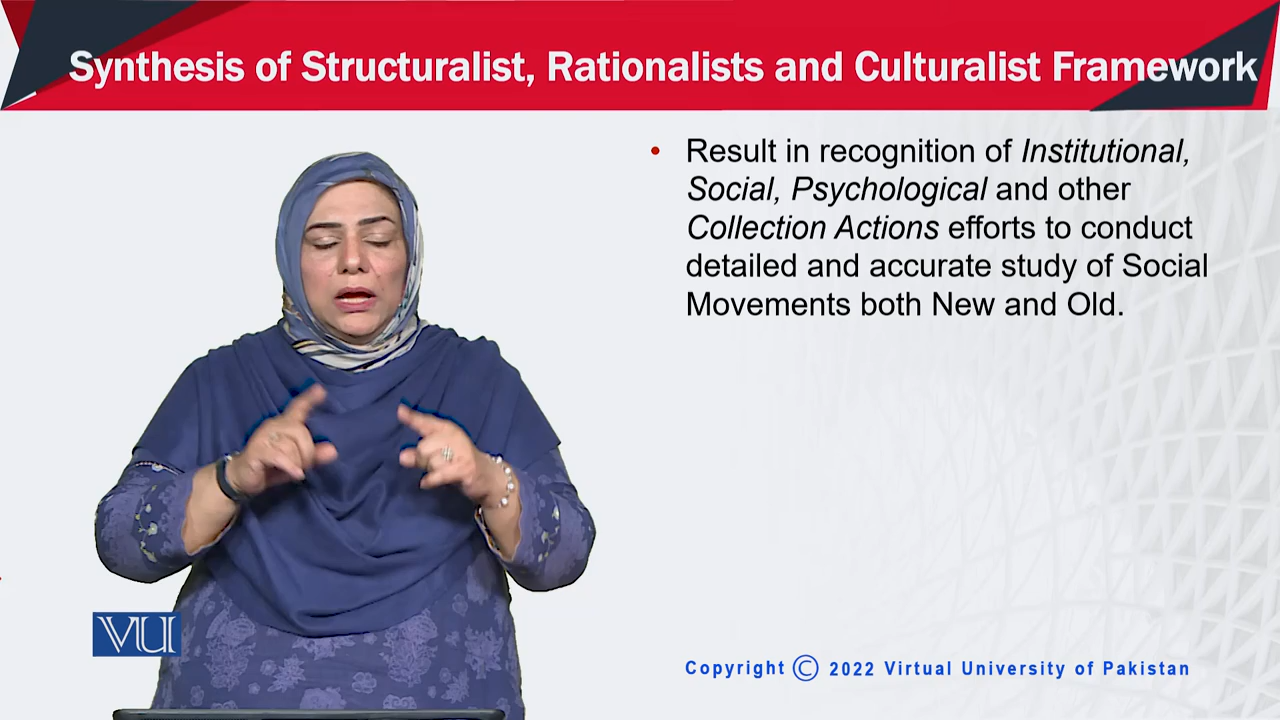 Synthesis of Structuralist, Rationalists and Culturalist Framework
• Result in recognition of Institutional,
Social, Psychological and other
Collection Actions efforts to conduct
detailed and accurate study of Social
Movements both New and Old.
VU
Copyright © 2022 Virtual University of Pakistan